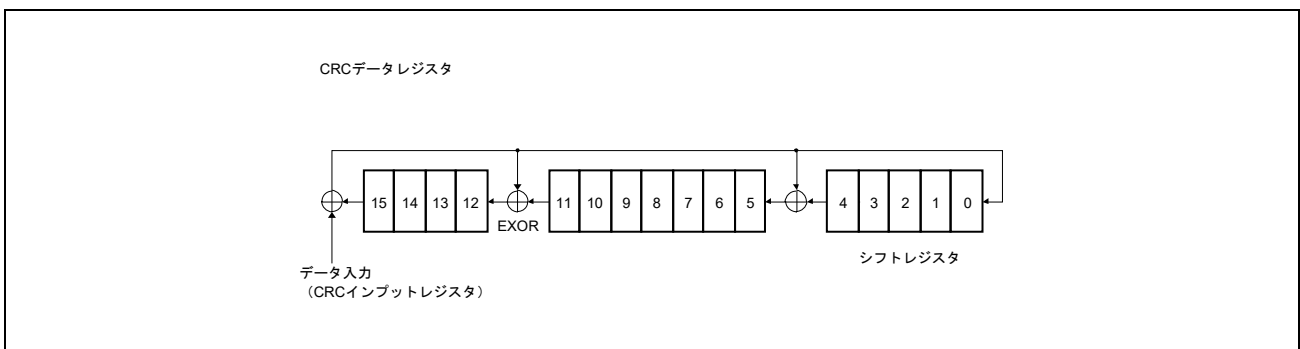 CRCデータレジスタ
15 14 13 12 11 10 9 8 7 6 5 4 3 2 1 0
EXOR
シフトレジスタ
データ入力
（CRCインプットレジスタ）